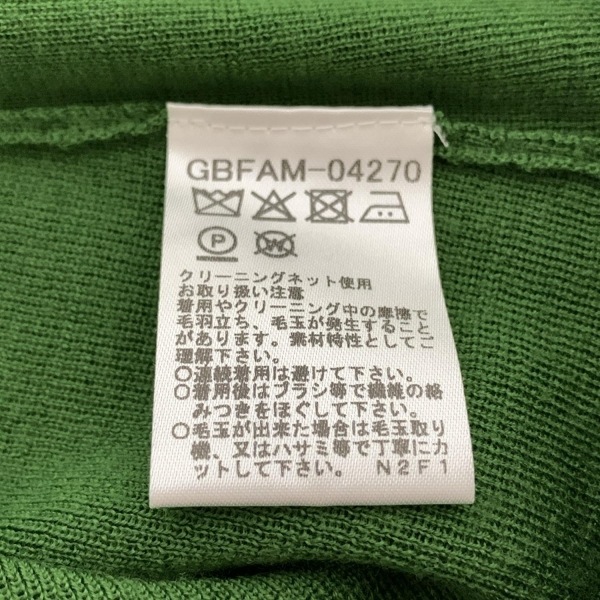 GBFAM-04270
P
W
クリーニングネット使用
お取り扱い注意
着用やクリーニング中の摩擦で
毛羽立ち、毛玉が発生すること
があります。素材特性としてご
理解下さい。
○連続着用は避けて下さい。
○着用後はブラシ等で繊維の絡
みつきをほぐして下さい。
○毛玉が出来た場合は毛玉取り
機、又はハサミ等で丁寧にカ
ットして下さい。 N2F1